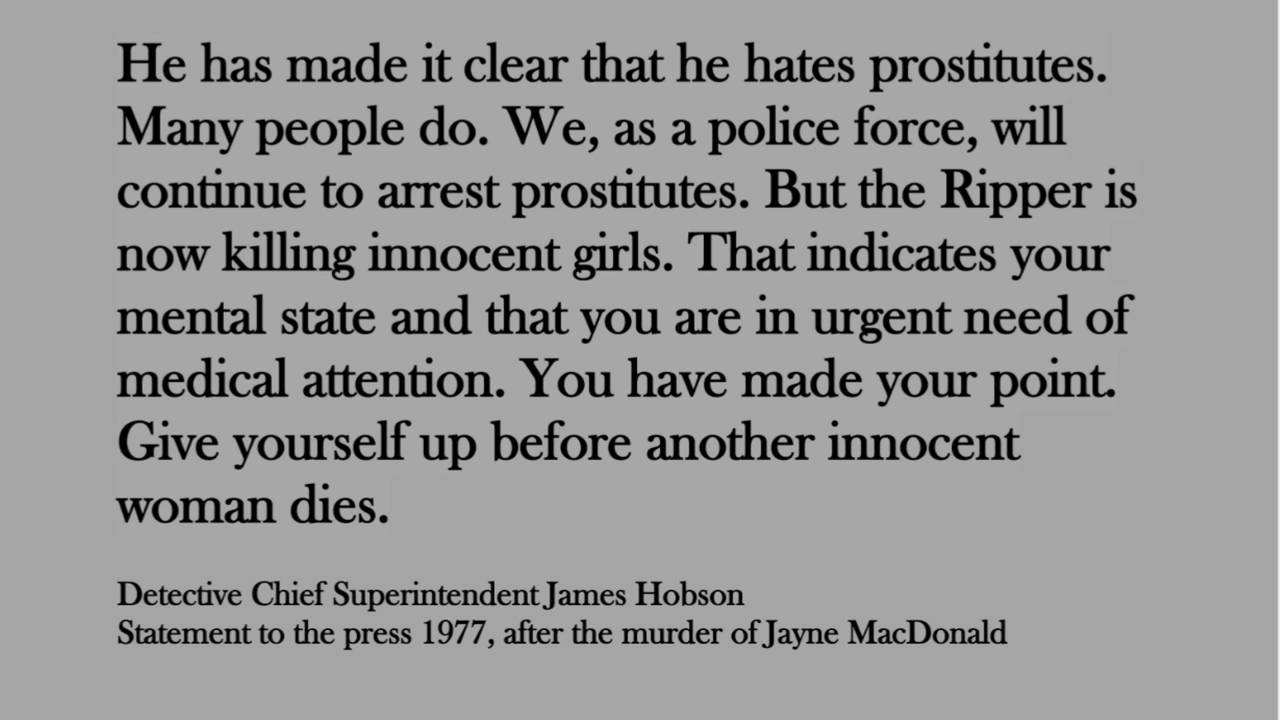 He has made it clear that he hates prostitutes.
Many people do. We, as a police force, will
continue to arrest prostitutes. But the Ripper is
now killing innocent girls. That indicates your
mental state and that you are in urgent need of
medical attention. You have made your point.
Give yourself up before another innocent
woman dies.
Detective Chief Superintendent James Hobson
Statement to the press 1977, after the murder of Jayne MacDonald